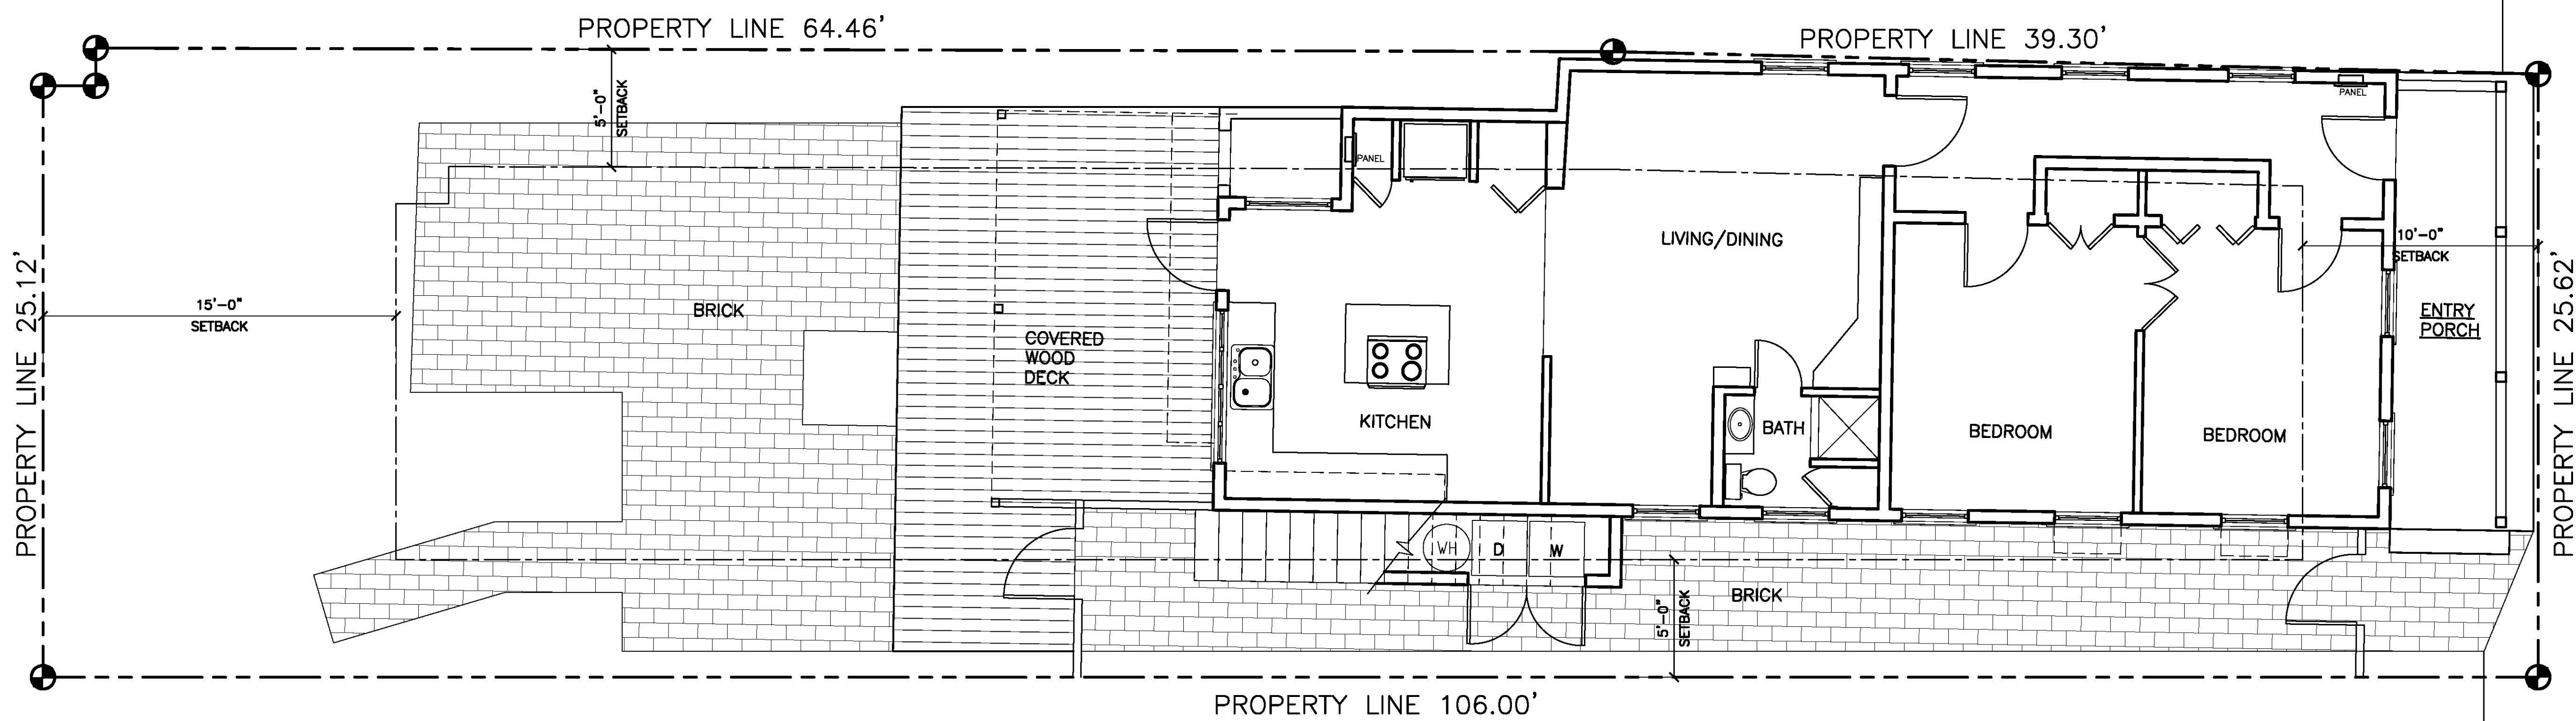 PROPERTY LINE 64.46'
PROPERTY LINE 39.30'
5'-0"
SETBACK
PANEL
PANEL
LIVING/DINING
10'-0"
SETBACK
15'-0"
SETBACK
PROPERTY LINE 25.12'
BRICK
COVERED
WOOD
DECK
KITCHEN
BATH
BEDROOM
BEDROOM
ENTRY
PORCH
PROPERTY LINE 25.62'
WH
D
W
BRICK
5'-0"
SETBACK
PROPERTY LINE 106.00'